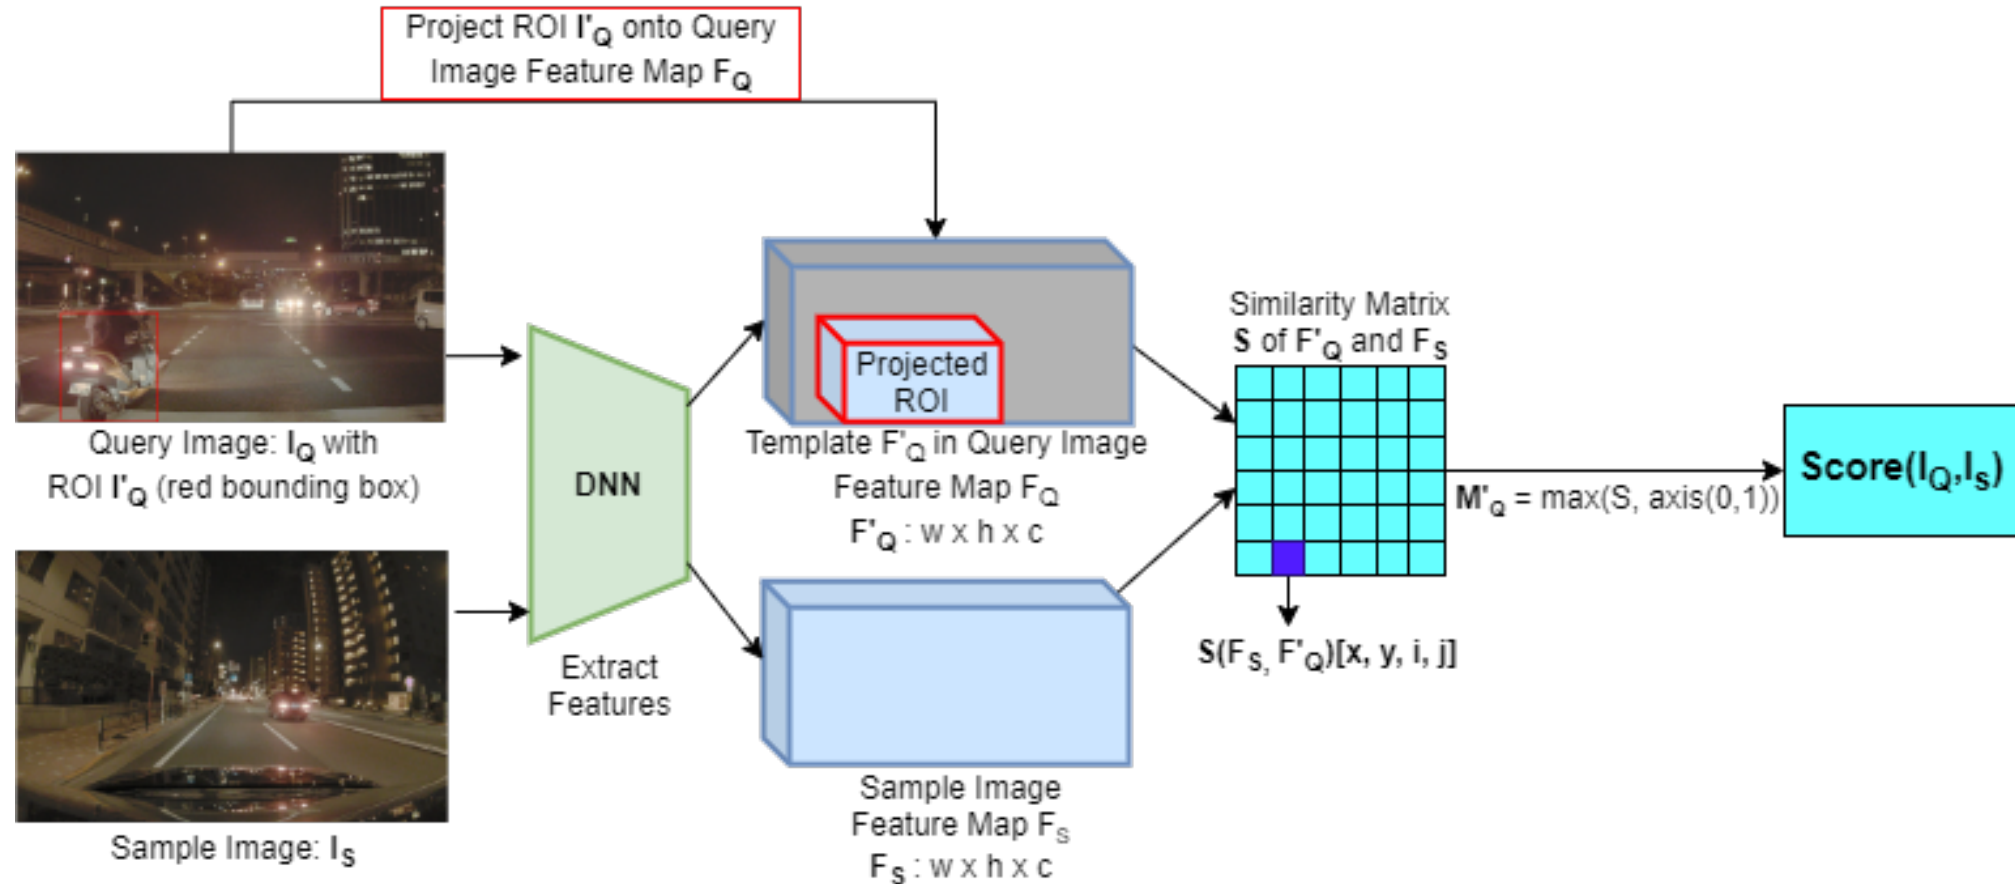 Project ROI I'Q onto Query
Image Feature Map FQ
Query Image: IQ with
ROI I'Q (red bounding box)
Sample Image: IS
DNN
Extract
Features
Projected
ROI
Template F'Q in Query Image
Feature Map FQ
F'Q : w x h x c
Sample Image
Feature Map FS
FS : w x h x c
Similarity Matrix
S of F'Q and FS
S(FS, F'Q)[x, y, i, j]
M'Q = max(S, axis(0,1))
Score(IQ,Is)